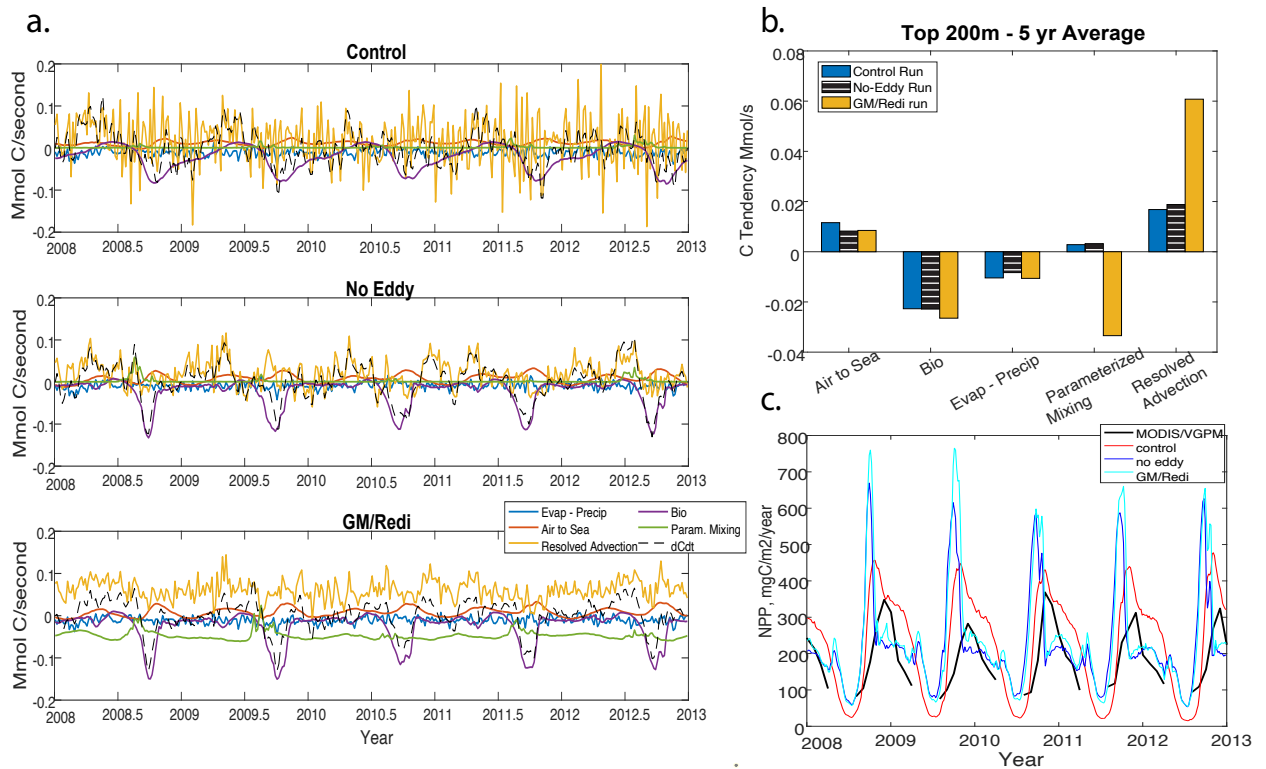 a.
Control
Mmol C/second
0.2
0.1
0
-0.1
-0.2
2008 2008.5 2009 2009.5 2010 2010.5 2011 2011.5 2012 2012.5 2013
No Eddy
Mmol C/second
0.2
0.1
0
-0.1
-0.2
2008 2008.5 2009 2009.5 2010 2010.5 2011 2011.5 2012 2012.5 2013
GM/Redi
Evap - Precip
Air to Sea
Resolved Advection
Bio
Param. Mixing
dCdt
Mmol C/second
0.2
0.1
0
-0.1
-0.2
2008 2008.5 2009 2009.5 2010 2010.5 2011 2011.5 2012 2012.5 2013
Year
b.
Top 200m - 5 yr Average
C Tendency Mmol/s
0.08
0.06
0.04
0.02
0
-0.02
-0.04
Control Run
No-Eddy Run
GM/Redi run
Air to Sea
Bio
Evap - Precip
Parameterized
Mixing
Resolved
Advection
c.
NPP, mgC/m2/year
800
700
600
500
400
300
200
100
0
MODIS/VGPM
control
no eddy
GM/Redi
2008 2009 2010 2011 2012 2013
Year